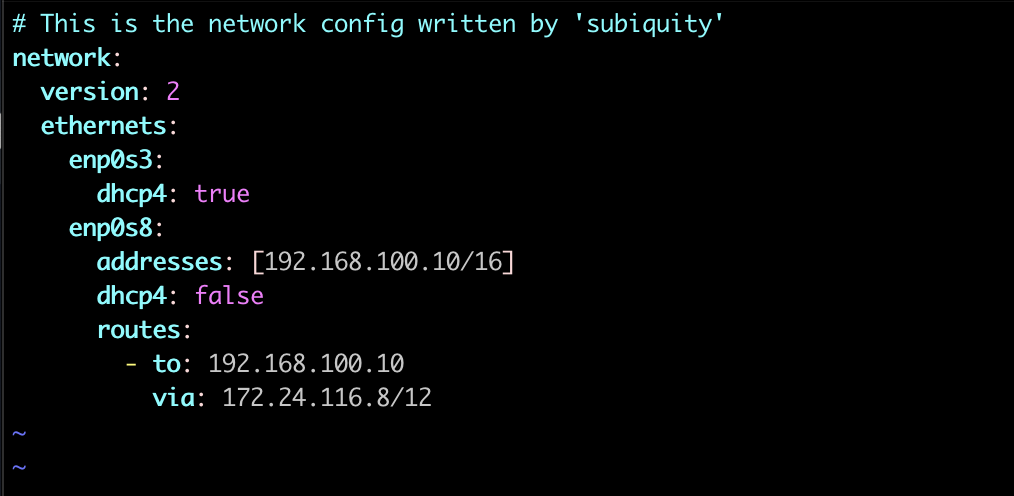 # This is the network config written by 'subiquity'
network:
  version: 2
  ethernets:
    enp0s3:
      dhcp4: true
    enp0s8:
      addresses: [192.168.100.10/16]
      dhcp4: false
      routes:
        - to: 192.168.100.10
          via: 172.24.116.8/12
~
~